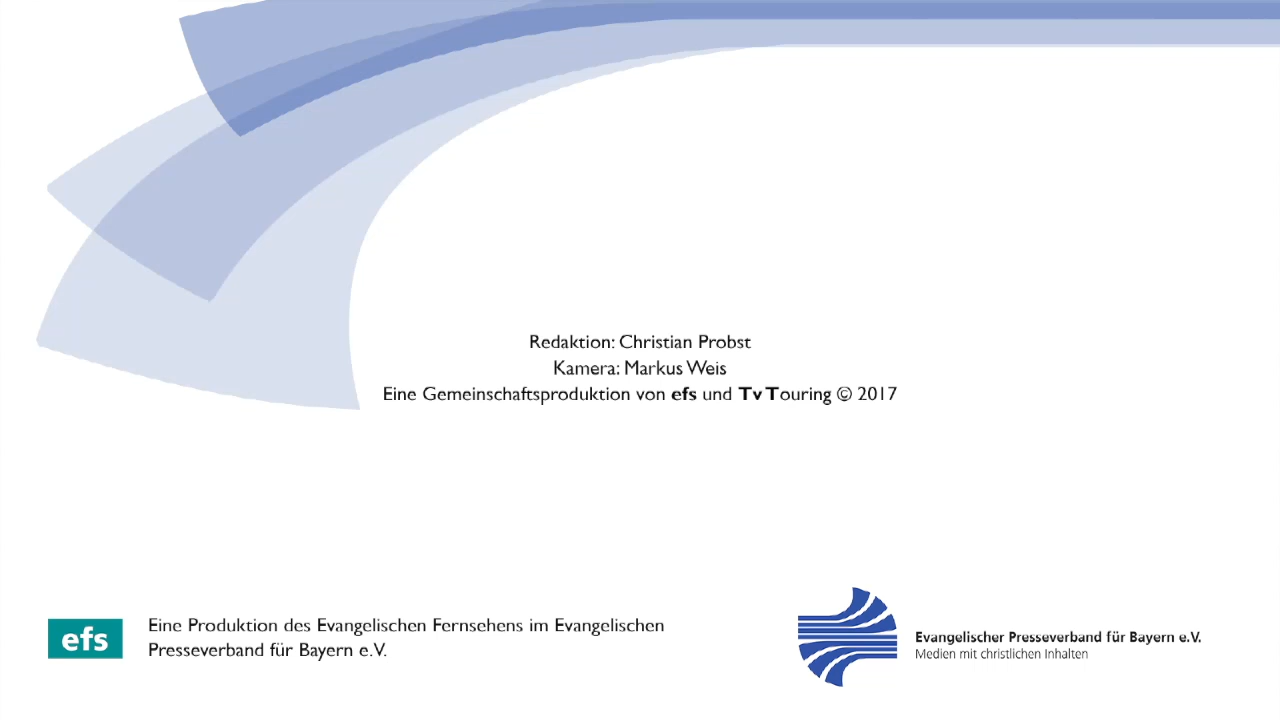 Redaktion: Christian Probst
Kamera: Markus Weis
Eine Gemeinschaftsproduktion von efs und Tv Touring © 2017
efs
Eine Produktion des Evangelischen Fernsehens im Evangelischen
Presseverband für Bayern e.V.
Evangelischer Presseverband für Bayern e.V.
Medien mit christlichen Inhalten